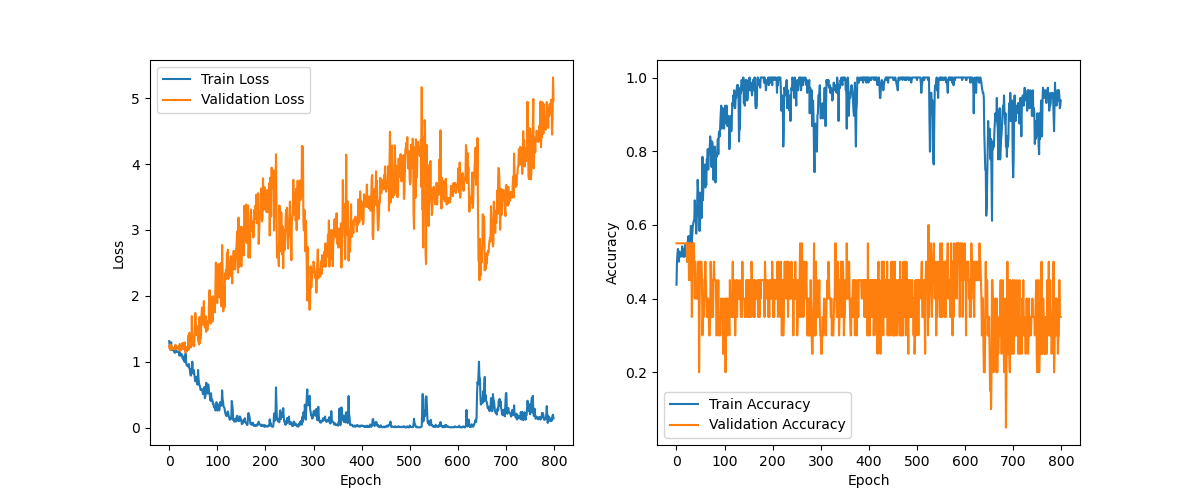 Train Loss
Validation Loss
5
4
3
2
1
0
Loss
0 100 200 300 400 500 600 700 800
Epoch
1.0
0.8
0.6
0.4
0.2
Accuracy
Train Accuracy
Validation Accuracy
0 100 200 300 400 500 600 700 800
Epoch